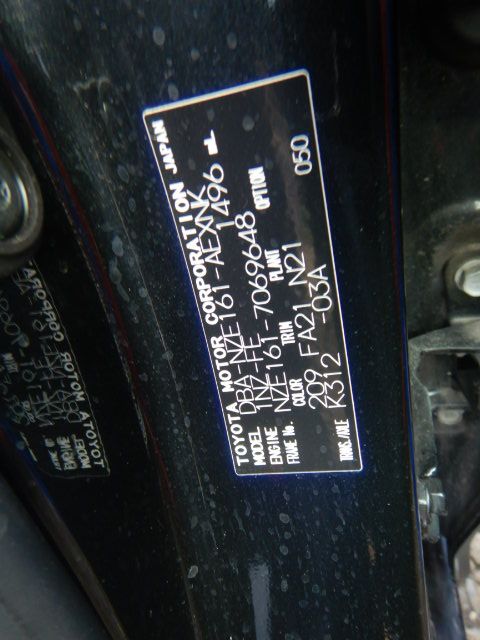 TOYOTA MOTOR CORPORATION JAPAN
MODEL DBA-NZE161-AEXNK
ENGINE 1NZ-FE 1496 mL
FRAME No. NZE161-7069648
COLOR TRIM PLANT OPTION
209 FA21 N21
TRANS./AXLE K312 -03A 050